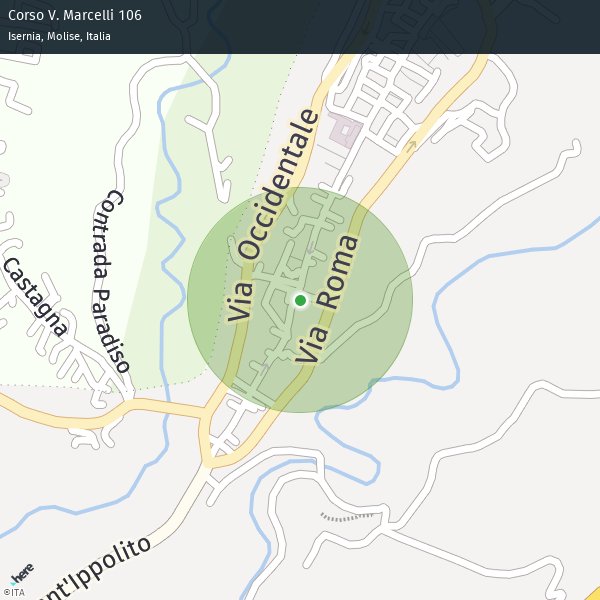 Corso V. Marcelli 106
Isernia, Molise, Italia
Via Occidentale
Via Roma
Contrada Paradiso
Castagna
nt'Ippolito
here
©ITA